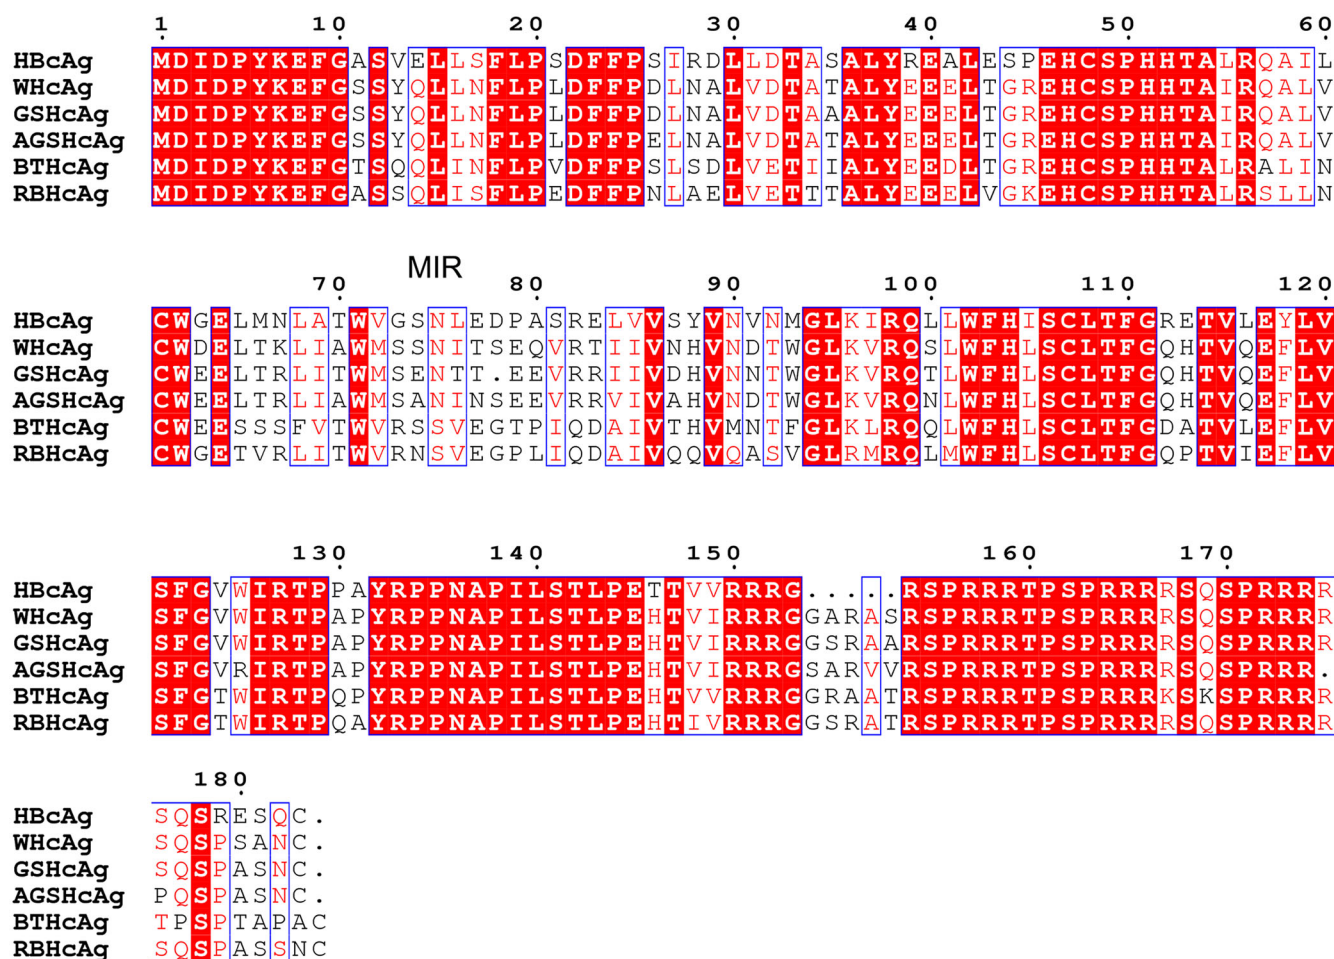 1 10 20 30 40 50 60
HBcAg MDIDPYKEFGASVELLSFLPSDFFPSIRDLLDTASALYREALESPEHCSPHHTALRQAIL
WHcAg MDIDPYKEFGSSYQLLNFLPLDFFPDLNALVDTATALYEEELTGREHCSPHHTAIRQALV
GSHcAg MDIDPYKEFGSSYQLLNFLPLDFFPDLNALVDTAAALYEEELTGREHCSPHHTAIRQALV
AGSHcAg MDIDPYKEFGSSYQLLNFLPLDFFPELNALVDTATALYEEELTGREHCSPHHTAIRQALV
BTHcAg MDIDPYKEFGTSQQLINFLPVDFFPSLSDLVETIIALYEEDLTGREHCSPHHTALRALIN
RBHcAg MDIDPYKEFGASSQLISFLPEDFFPNLAELVETTTALYEEELVGKEHCSPHHTALRSLLN
MIR
70 80 90 100 110 120
HBcAg CWGELMNLATWVGSNLEDPASRELVVSYVNVNMGLKIRQLLWFHISCLTFGRETVLEYLV
WHcAg CWDELTKLIAWMSSNITSEQVRTIIVNHVNDTWGLKVRQSLWFHLSCLTFGQHTVQEFLV
GSHcAg CWEELTRLITWMSENTT.EEVRRIIVDHVNNTWGLKVRQTLWFHLSCLTFGQHTVQEFLV
AGSHcAg CWEELTRLIAWMSANINSEEVRRVIVAHVNDTWGLKVRQNLWFHLSCLTFGQHTVQEFLV
BTHcAg CWEESSSFVTWVRSSVEGTPIQDAIVTHVMNTFGLKLRQQLWFHLSCLTFGDATVLEFLV
RBHcAg CWGETVRLITWVRNSVEGPLIQDAIVQQVQASVGLRMRQLMWFHLSCLTFGQPTVIEFLV
130 140 150 160 170
HBcAg SFGVWIRTPPAYRPPNAPILSTLPETTVVRRRG.....RSPRRRTPSPRRRRSQSPRRRR
WHcAg SFGVWIRTPAPYRPPNAPILSTLPEHTVIRRRGGARASRSPRRRTPSPRRRRSQSPRRRR
GSHcAg SFGVWIRTPAPYRPPNAPILSTLPEHTVIRRRGGSRAARSPRRRTPSPRRRRSQSPRRRR
AGSHcAg SFGVRIRTPAPYRPPNAPILSTLPEHTVIRRRGSARVVRSPRRRTPSPRRRRSQSPRRR.
BTHcAg SFGTWIRTPQPYRPPNAPILSTLPEHTVVRRRGGRAATRSPRRRTPSPRRRKSKSPRRRR
RBHcAg SFGTWIRTPQAYRPPNAPILSTLPEHTIVRRRGGSRATRSPRRRTPSPRRRRSQSPRRRR
180
HBcAg SQSRESQC.
WHcAg SQSPSANC.
GSHcAg SQSPASNC.
AGSHcAg PQSPASNC.
BTHcAg TPSPTAPAC
RBHcAg SQSPASSNC